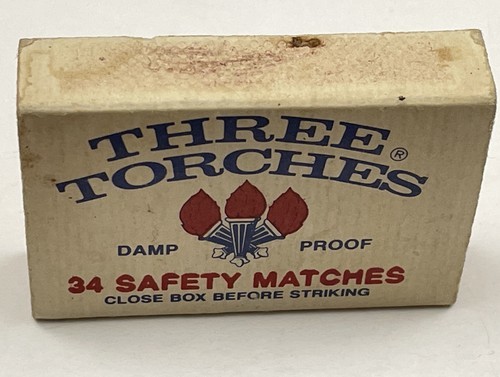 THREE
TORCHES®
DAMP PROOF
34 SAFETY MATCHES
CLOSE BOX BEFORE STRIKING